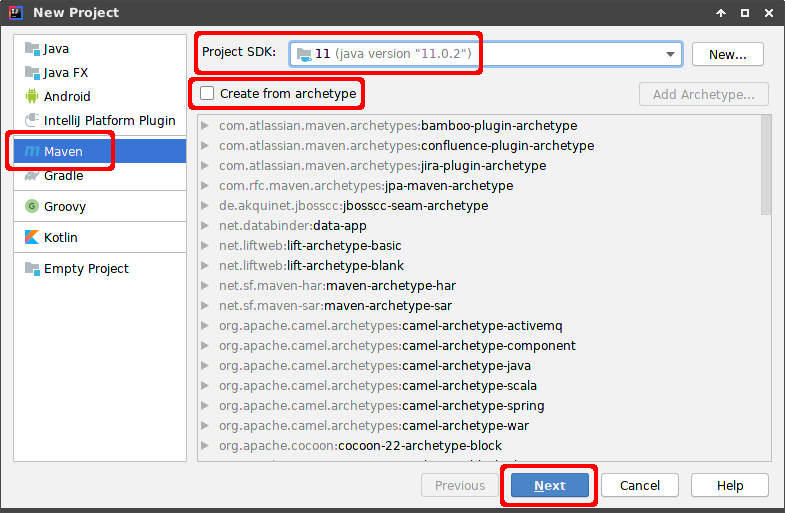 New Project
Java
Java FX
Android
IntelliJ Platform Plugin
Maven
Gradle
Groovy
Kotlin
Empty Project
Project SDK: 11 (java version "11.0.2") New...
Create from archetype Add Archetype...
com.atlassian.maven.archetypes:bamboo-plugin-archetype
com.atlassian.maven.archetypes:confluence-plugin-archetype
com.atlassian.maven.archetypes:jira-plugin-archetype
com.rfc.maven.archetypes:jpa-maven-archetype
de.akquinet.jbosscc:jbosscc-seam-archetype
net.databinder:data-app
net.liftweb:lift-archetype-basic
net.liftweb:lift-archetype-blank
net.sf.maven-har:maven-archetype-har
net.sf.maven-sar:maven-archetype-sar
org.apache.camel.archetypes:camel-archetype-activemq
org.apache.camel.archetypes:camel-archetype-component
org.apache.camel.archetypes:camel-archetype-java
org.apache.camel.archetypes:camel-archetype-scala
org.apache.camel.archetypes:camel-archetype-spring
org.apache.camel.archetypes:camel-archetype-war
org.apache.cocoon:cocoon-22-archetype-block
Previous Next Cancel Help